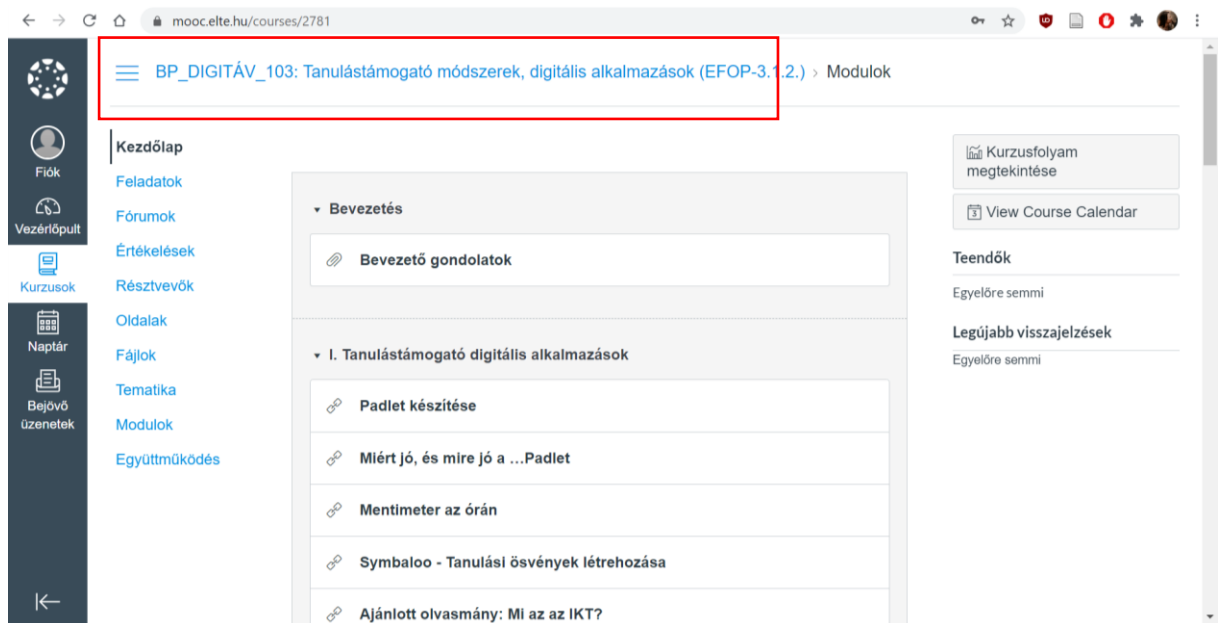 mooc.elte.hu/courses/2781
BP_DIGITÁV_103: Tanulástámogató módszerek, digitális alkalmazások (EFOP-3.1.2.) › Modulok
Fiók
Vezérlőpult
Kurzusok
Naptár
Bejövő
üzenetek
Kezdőlap
Feladatok
Fórumok
Értékelések
Résztvevők
Oldalak
Fájlok
Tematika
Modulok
Együttműködés
Bevezetés
Bevezető gondolatok
I. Tanulástámogató digitális alkalmazások
Padlet készítése
Miért jó, és mire jó a …Padlet
Mentimeter az órán
Symbaloo - Tanulási ösvények létrehozása
Ajánlott olvasmány: Mi az az IKT?
Kurzusfolyam
megtekintése
View Course Calendar
Teendők
Egyelőre semmi
Legújabb visszajelzések
Egyelőre semmi